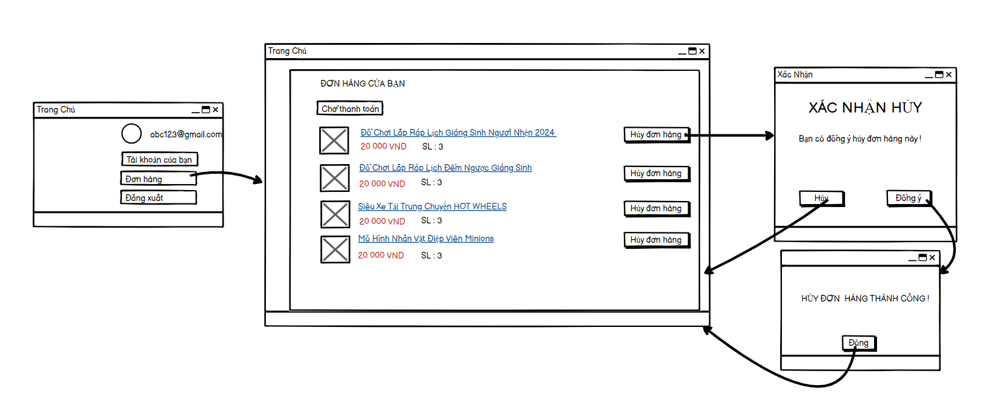 Trang Chủ
abc123@gmail.com
Tài khoản của bạn
Đơn hàng
Đăng xuất
Trang Chủ
ĐƠN HÀNG CỦA BẠN
Chờ thanh toán
Đồ Chơi Lắp Ráp Lịch Giáng Sinh Người Nhện 2024
20 000 VND SL : 3
Hủy đơn hàng
Đồ Chơi Lắp Ráp Lịch Đếm Ngược Giáng Sinh
20 000 VND SL : 3
Hủy đơn hàng
Siêu Xe Tải Trung Chuyển HOT WHEELS
20 000 VND SL : 3
Hủy đơn hàng
Mô Hình Nhân Vật Điệp Viên Minions
20 000 VND SL : 3
Hủy đơn hàng
Xác Nhận
XÁC NHẬN HỦY
Bạn có đồng ý hủy đơn hàng này !
Hủy
Đồng ý
HỦY ĐƠN HÀNG THÀNH CÔNG !
Đóng